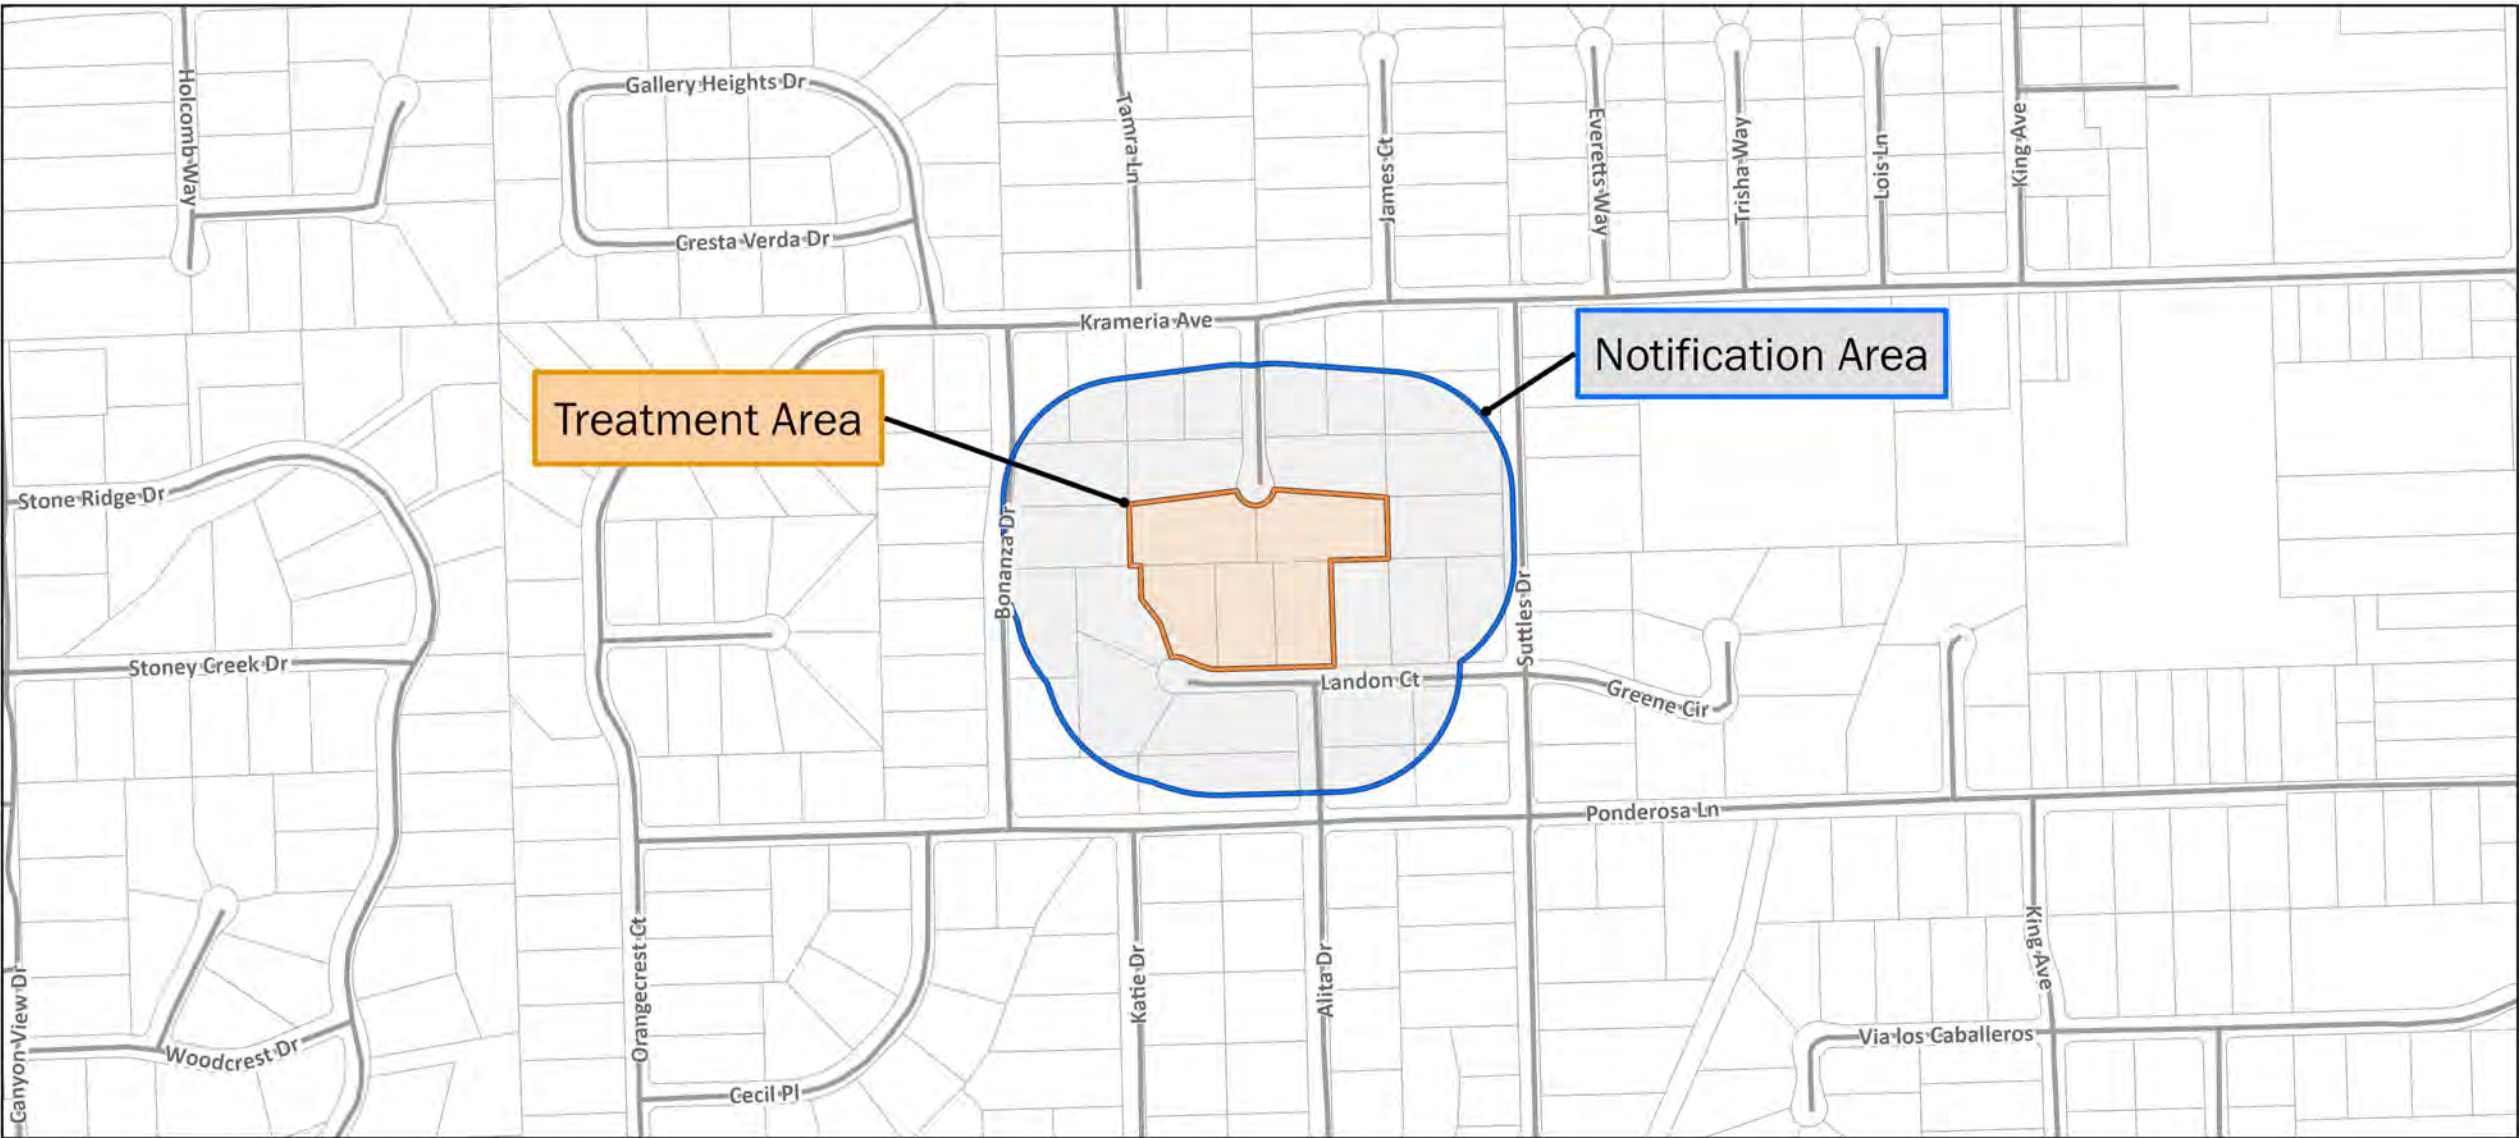 Holcomb Way
Gallery Heights Dr
Cresta Verda Dr
Tamra Ln
James Ct
Everetts Way
Trisha Way
Lois Ln
King Ave
Krameria Ave
Notification Area
Treatment Area
Stone Ridge Dr
Bonanza Dr
Suttles Dr
Stoney Creek Dr
Landon Ct
Greene Cir
Ponderosa Ln
Canyon View Dr
Woodcrest Dr
Orangecrest Ct
Cecil Pl
Katie Dr
Alita Dr
King Ave
Via los Caballeros